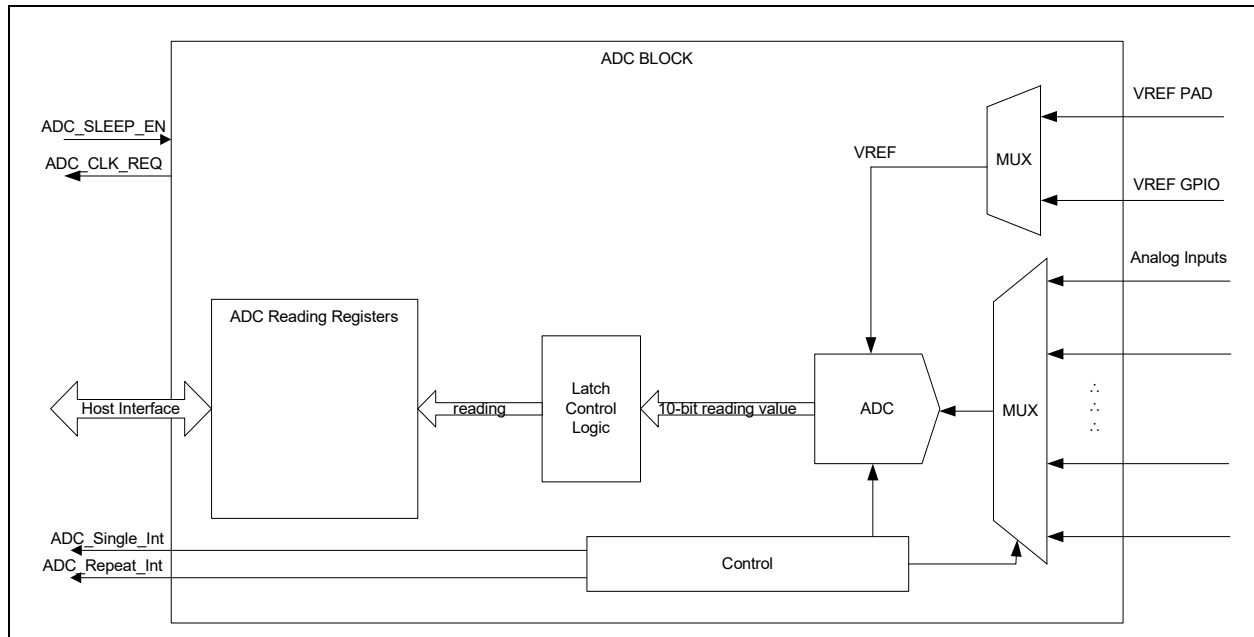 ADC BLOCK
VREF PAD
ADC_SLEEP_EN
ADC_CLK_REQ
VREF
MUX
VREF GPIO
Analog Inputs
ADC Reading Registers
Latch
Control
Logic
Host Interface
reading
10-bit reading value
ADC
MUX
ADC_Single_Int
ADC_Repeat_Int
Control